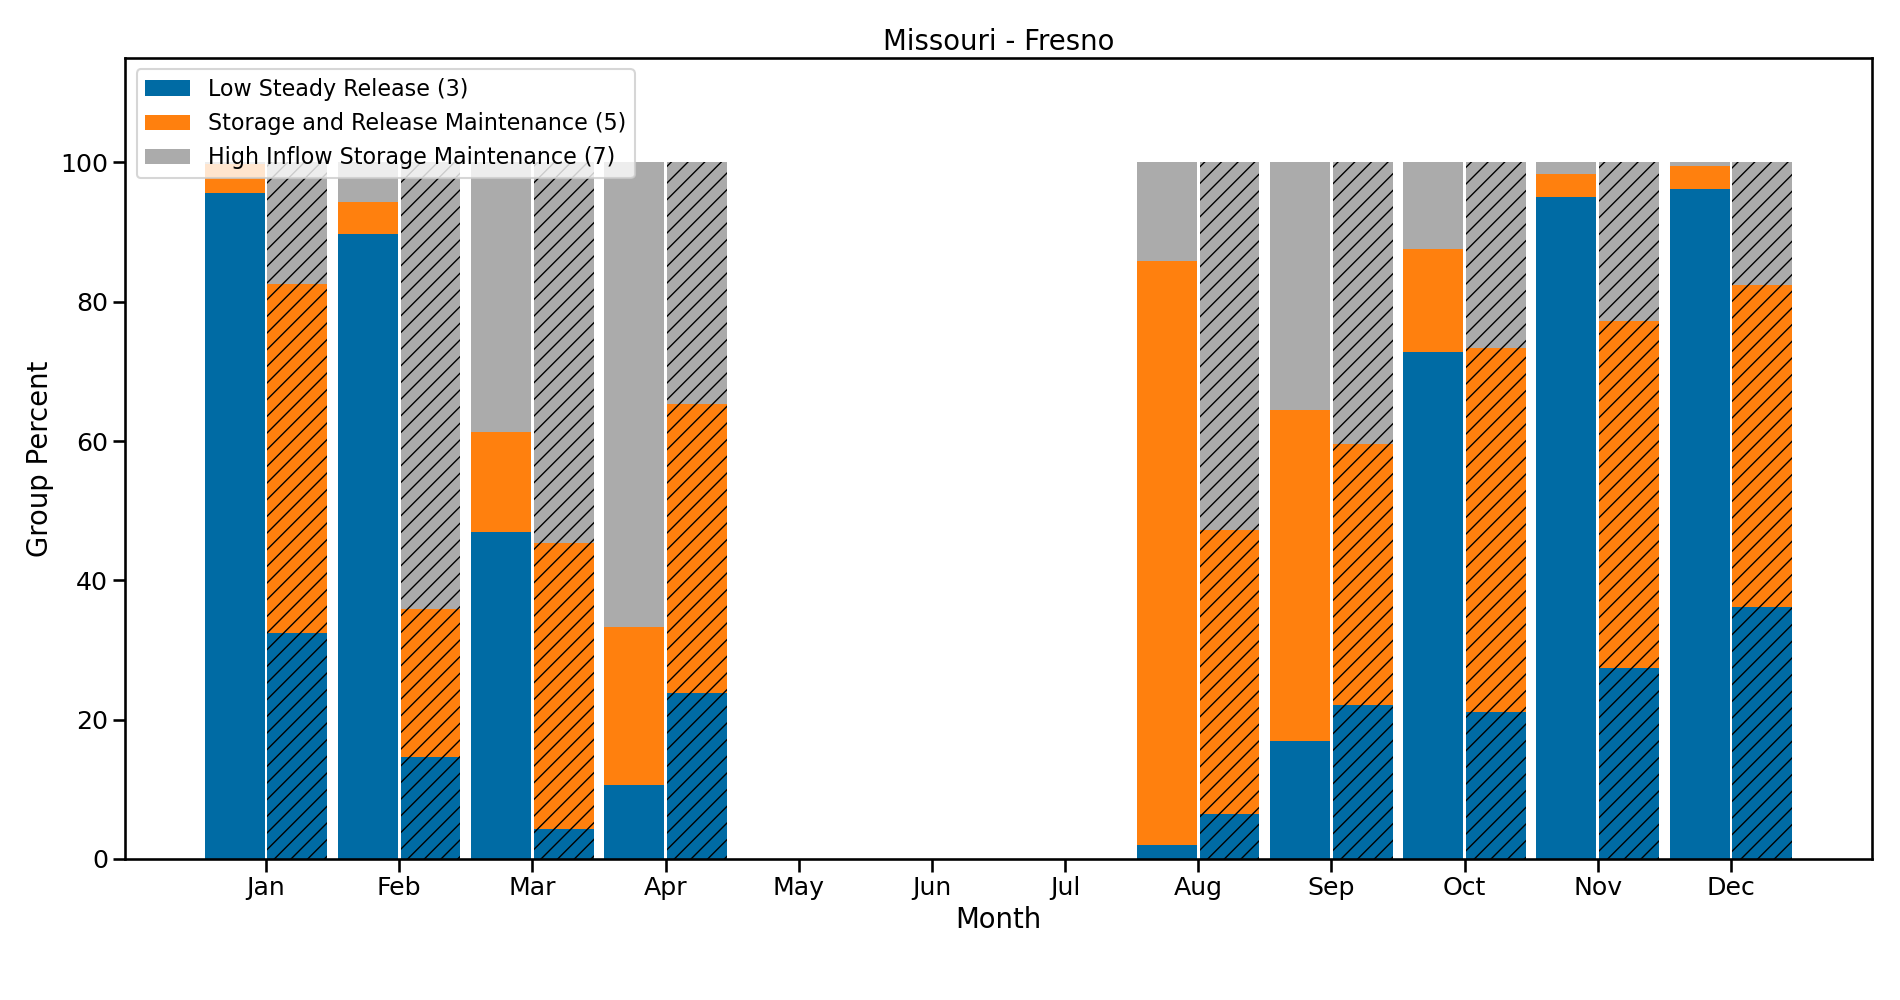 Missouri - Fresno
Low Steady Release (3)
Storage and Release Maintenance (5)
High Inflow Storage Maintenance (7)
Group Percent
100
80
60
40
20
0
Jan Feb Mar Apr May Jun Jul Aug Sep Oct Nov Dec
Month